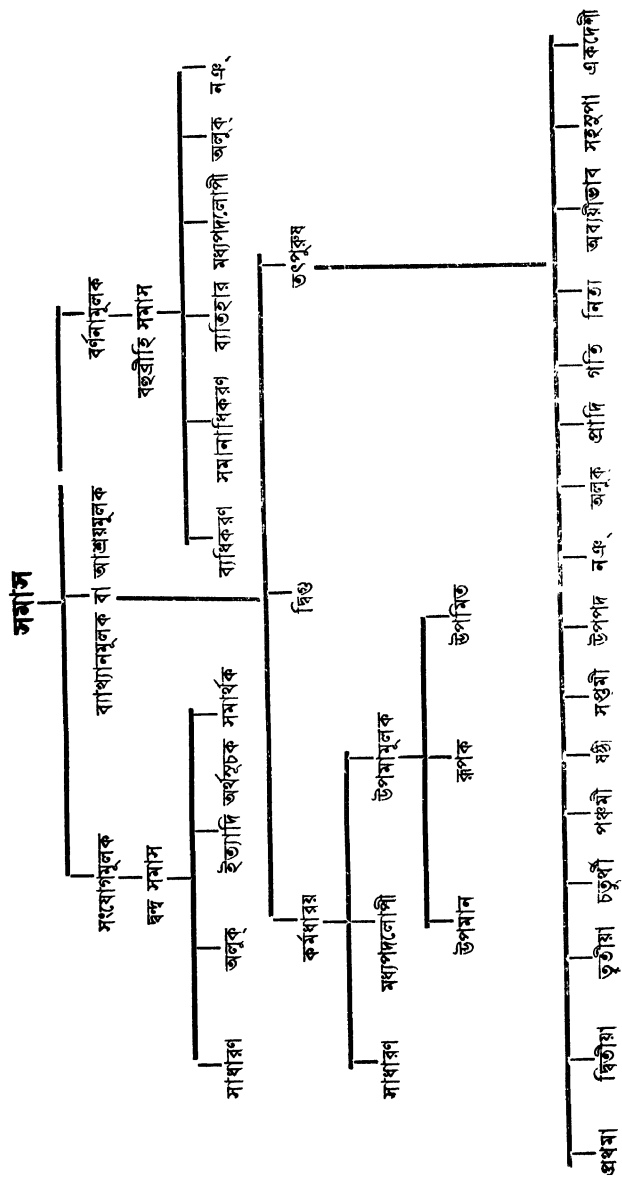 সমাস
সংযোগমূলক ব্যাখ্যানমূলক বা আশ্রয়মূলক বর্ণনামূলক
দ্বন্দ্ব সমাস বহুব্রীহি সমাস
সাধারণ অলুক্ ইত্যাদি অর্থসূচক সমার্থক ব্যধিকরণ সমানাধিকরণ ব্যতিহার মধ্যপদলোপী অলুক্ নঞ্
কর্মধারয় দ্বিগু তৎপুরুষ
সাধারণ মধ্যপদলোপী উপমামূলক
উপমান রূপক উপমিত
প্রথমা দ্বিতীয়া তৃতীয়া চতুর্থী পঞ্চমী ষষ্ঠী সপ্তমী উপপদ নঞ্ অলুক্ প্রাদি গতি নিত্য অব্যয়ীভাব সহসুপা একদেশী